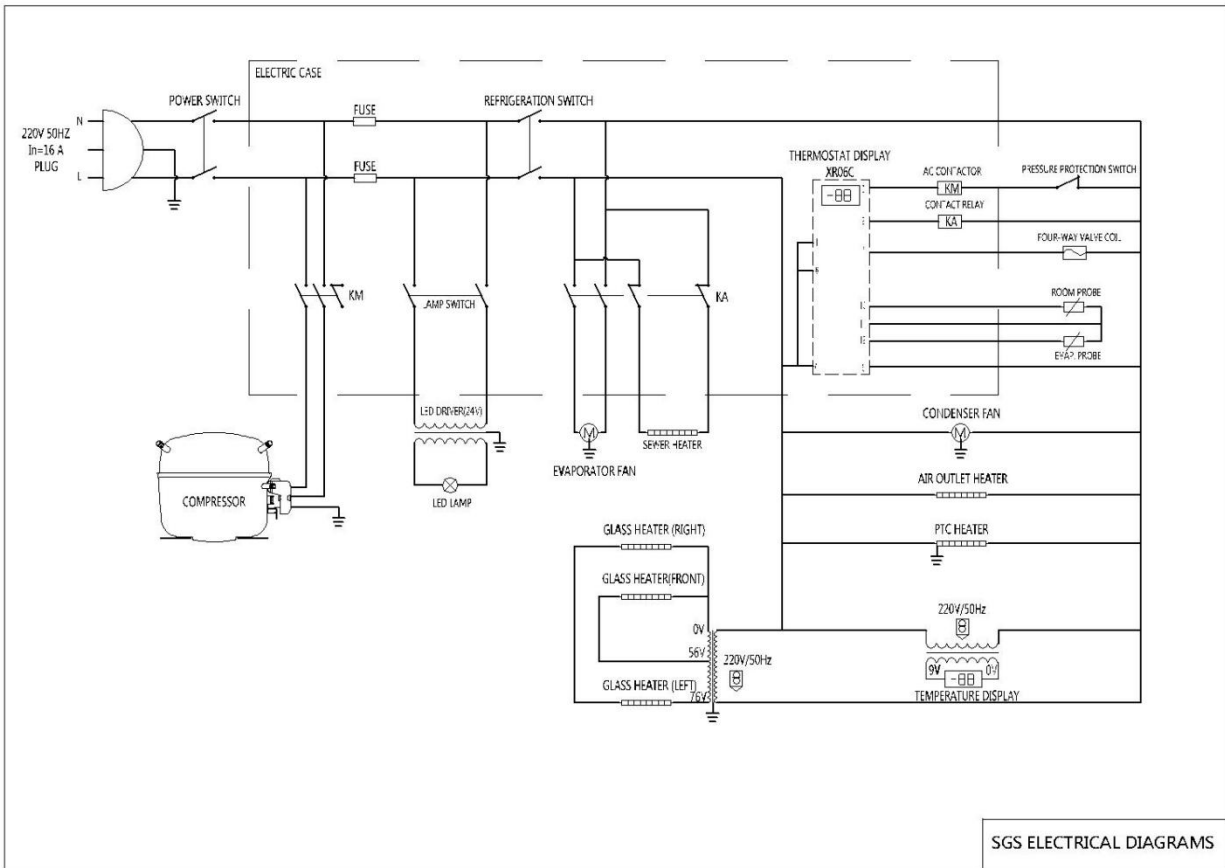 ELECTRIC CASE
POWER SWITCH
FUSE
REFRIGERATION SWITCH
N
220V 50HZ
In=16 A
PLUG
L
FUSE
THERMOSTAT DISPLAY
XR06C
-88
AC CONTACTOR
KM
PRESSURE PROTECTION SWITCH
CONTACT RELAY
KA
FOUR-WAY VALVE COIL
KM
LAMP SWITCH
KA
ROOM PROBE
EVAP. PROBE
LED DRIVER(24V)
LED LAMP
M
EVAPORATOR FAN
SEWER HEATER
CONDENSER FAN
M
COMPRESSOR
AIR OUTLET HEATER
PTC HEATER
GLASS HEATER (RIGHT)
GLASS HEATER(FRONT)
0V
56V
GLASS HEATER (LEFT)
76V
220V/50Hz
8
220V/50Hz
8
9V
0V
-88
TEMPERATURE DISPLAY
SGS ELECTRICAL DIAGRAMS